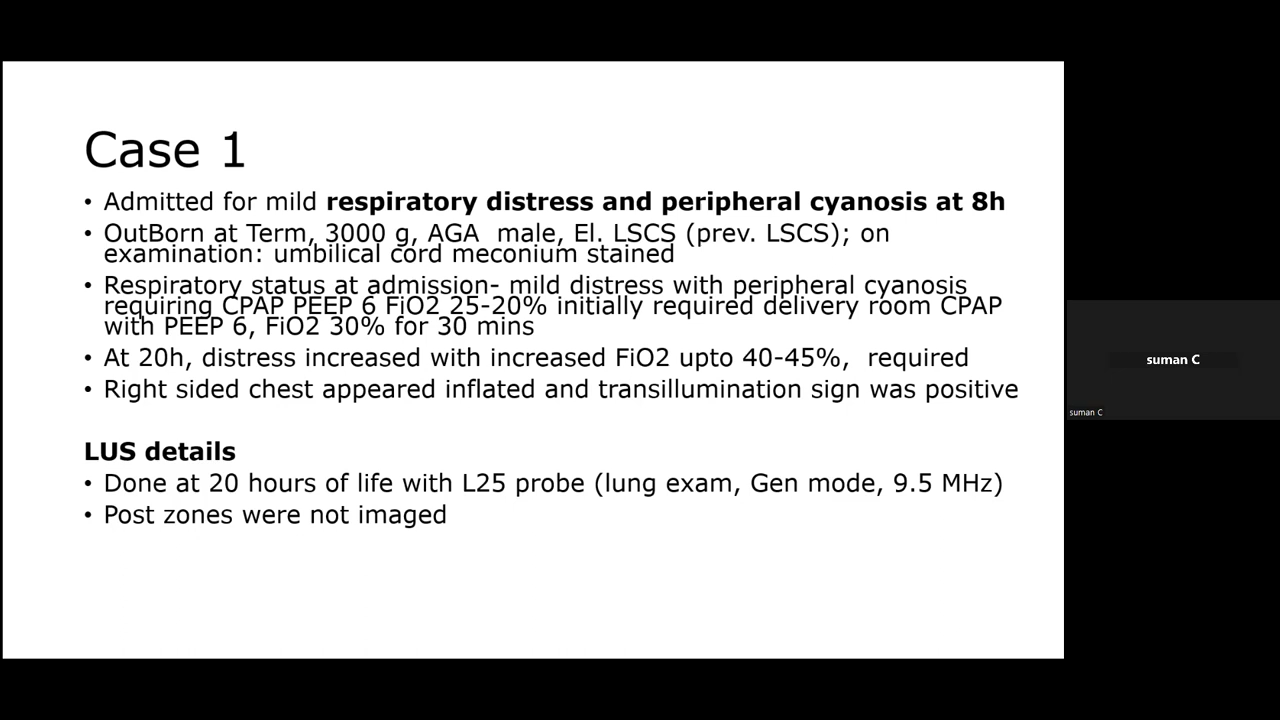 Case 1
• Admitted for mild respiratory distress and peripheral cyanosis at 8h
• OutBorn at Term, 3000 g, AGA  male, El. LSCS (prev. LSCS); on
examination: umbilical cord meconium stained
• Respiratory status at admission- mild distress with peripheral cyanosis
requiring CPAP PEEP 6 FiO2 25-20% initially required delivery room CPAP
with PEEP 6, FiO2 30% for 30 mins
• At 20h, distress increased with increased FiO2 upto 40-45%,  required
• Right sided chest appeared inflated and transillumination sign was positive
LUS details
• Done at 20 hours of life with L25 probe (lung exam, Gen mode, 9.5 MHz)
• Post zones were not imaged
suman C
suman C